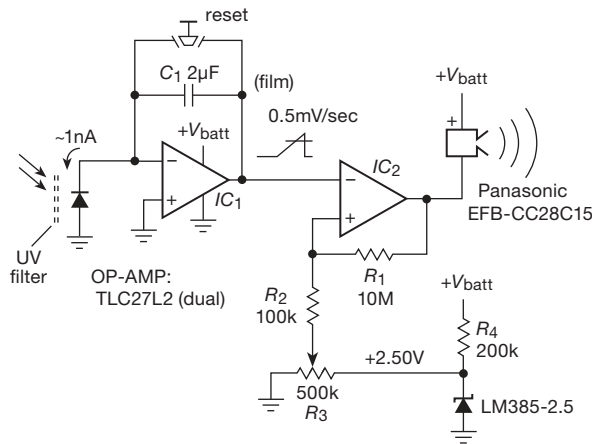 reset
C1 2μF
(film)
+Vbatt
~1nA
0.5mV/sec
+Vbatt
+
−
+
IC1
−
+
IC2
Panasonic
EFB-CC28C15
UV
filter
OP-AMP:
TLC27L2 (dual)
R1
10M
R2
100k
+Vbatt
R4
200k
+2.50V
500k
R3
LM385-2.5